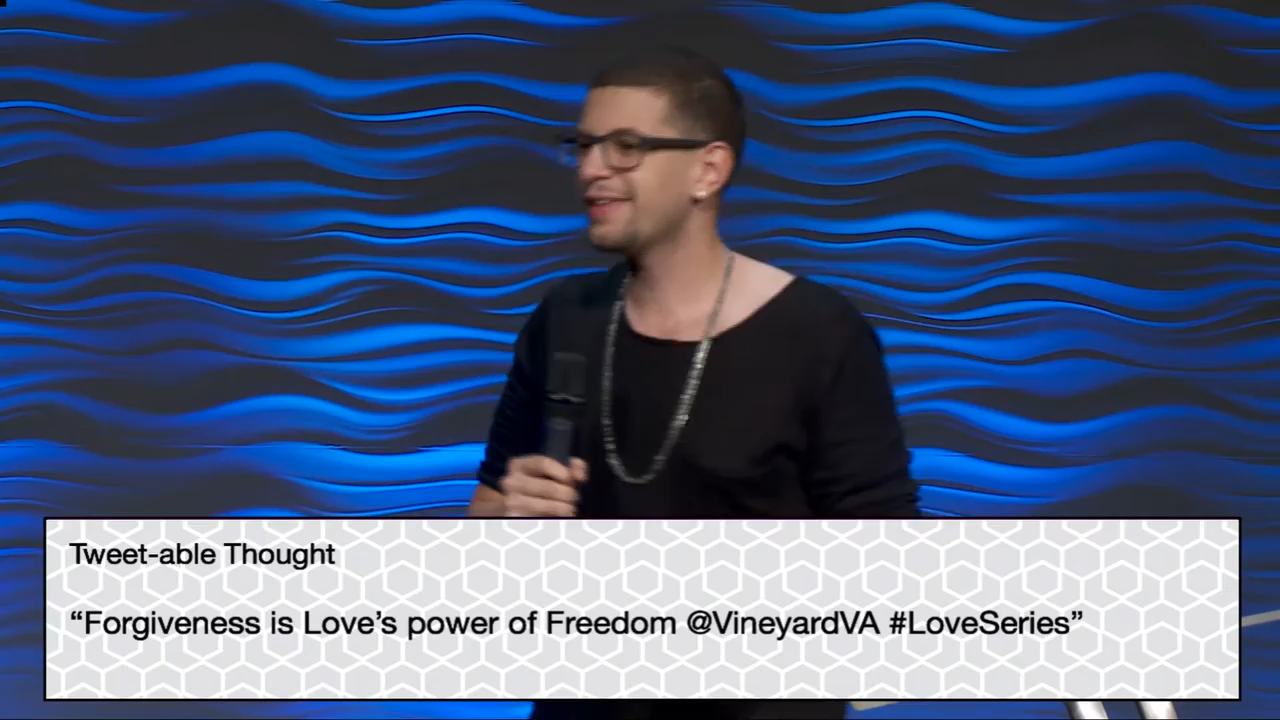 Tweet-able Thought
“Forgiveness is Love’s power of Freedom @VineyardVA #LoveSeries”